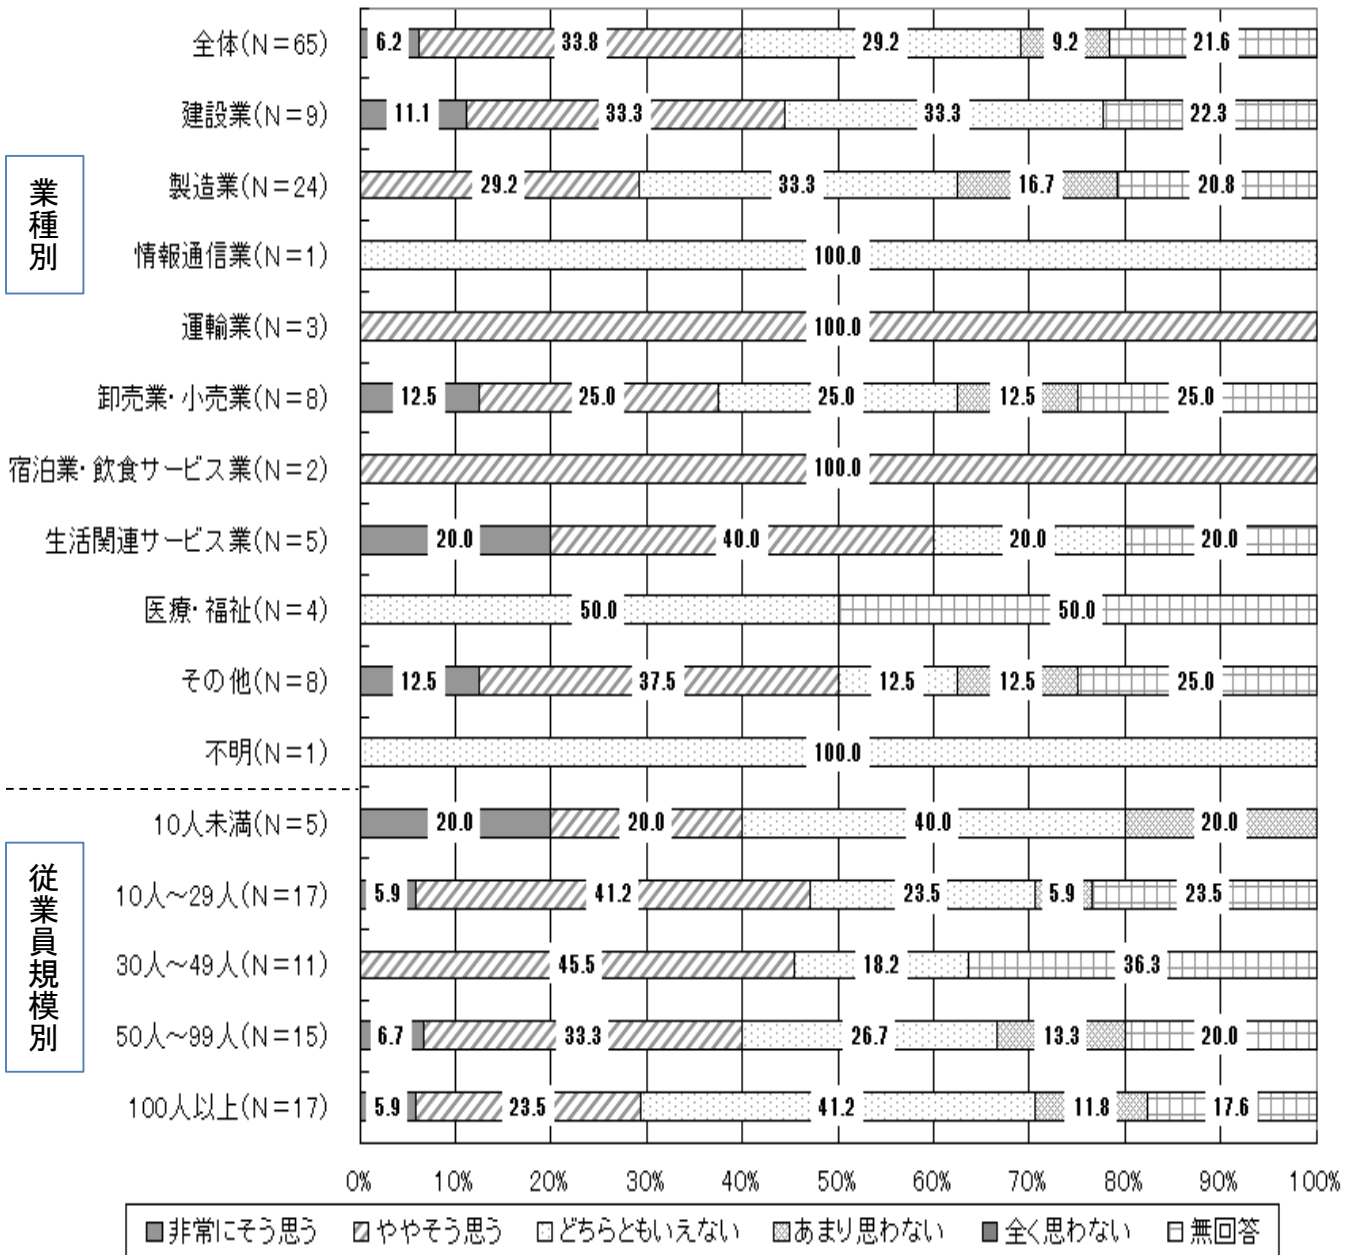 全体(N=65) 6.2 33.8 29.2 9.2 21.6
建設業(N=9) 11.1 33.3 33.3 22.3
業種別
製造業(N=24) 29.2 33.3 16.7 20.8
情報通信業(N=1) 100.0
運輸業(N=3) 100.0
卸売業・小売業(N=8) 12.5 25.0 25.0 12.5 25.0
宿泊業・飲食サービス業(N=2) 100.0
生活関連サービス業(N=5) 20.0 40.0 20.0 20.0
医療・福祉(N=4) 50.0 50.0
その他(N=8) 12.5 37.5 12.5 12.5 25.0
不明(N=1) 100.0
10人未満(N=5) 20.0 20.0 40.0 20.0
従業員規模別
10人～29人(N=17) 5.9 41.2 23.5 5.9 23.5
30人～49人(N=11) 45.5 18.2 36.3
50人～99人(N=15) 6.7 33.3 26.7 13.3 20.0
100人以上(N=17) 5.9 23.5 41.2 11.8 17.6
0% 10% 20% 30% 40% 50% 60% 70% 80% 90% 100%
非常にそう思う ややそう思う どちらともいえない あまり思わない 全く思わない 無回答